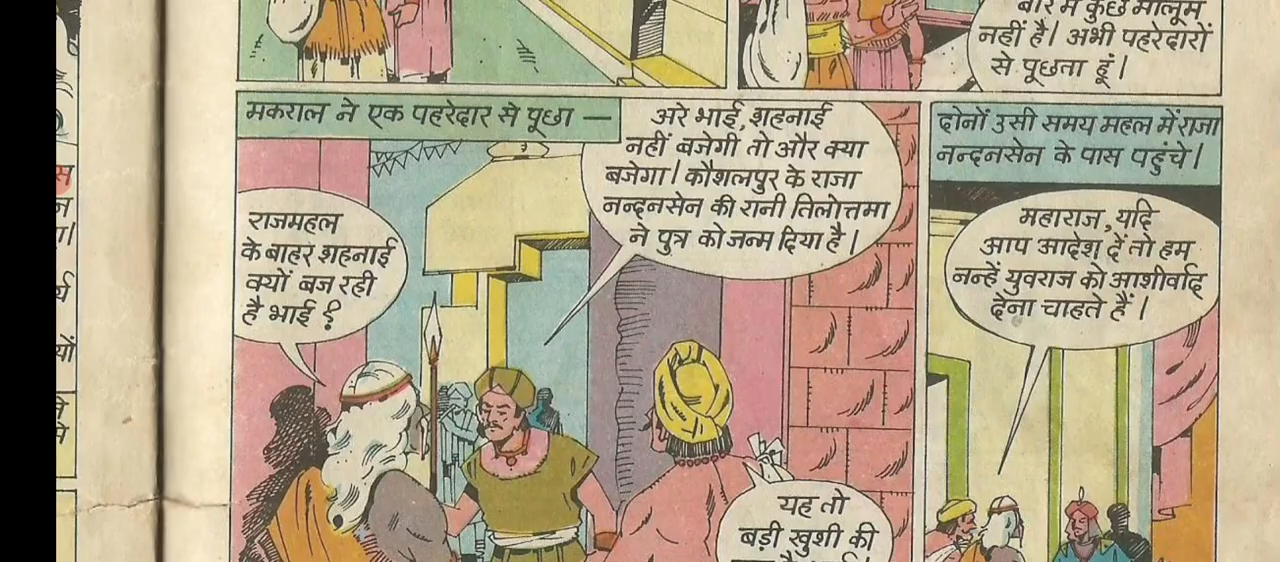 बारे में कुछ मालूम
नहीं है। अभी पहरेदारों
से पूछता हूं।
मकराल ने एक पहरेदार से पूछा —
राजमहल
के बाहर शहनाई
क्यों बज रही
है भाई ?
अरे भाई, शहनाई
नहीं बजेगी तो और क्या
बजेगा। कौशलपुर के राजा
नन्दनसेन की रानी तिलोत्तमा
ने पुत्र को जन्म दिया है।
यह तो
बड़ी खुशी की
दोनों उसी समय महल में राजा
नन्दनसेन के पास पहुंचे।
महाराज, यदि
आप आदेश दें तो हम
नन्हें युवराज को आशीर्वाद
देना चाहते हैं।